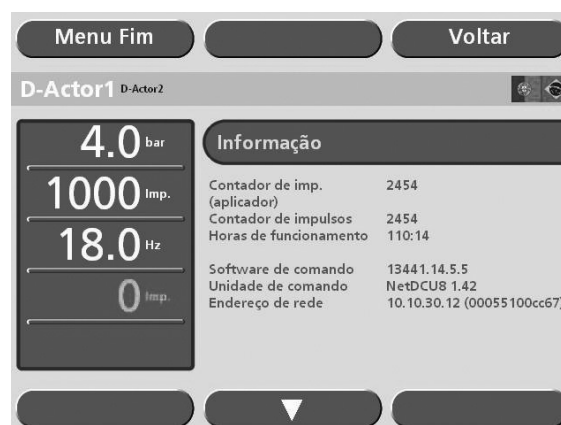 Menu Fim
Voltar
D-Actor1 D-Actor2
4.0 bar
1000 Imp.
18.0 Hz
0 Imp.
Informação
Contador de imp. 2454
(aplicador)
Contador de impulsos 2454
Horas de funcionamento 110:14
Software de comando 13441.14.5.5
Unidade de comando NetDCU8 1.42
Endereço de rede 10.10.30.12 (00055100cc67)